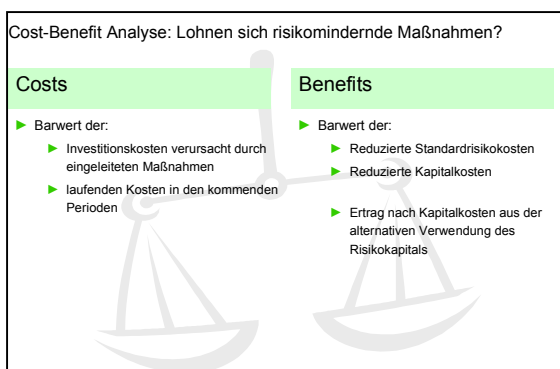 Cost-Benefit Analyse: Lohnen sich risikomindernde Maßnahmen?
Costs
► Barwert der:
► Investitionskosten verursacht durch
eingeleiteten Maßnahmen
► laufenden Kosten in den kommenden
Perioden
Benefits
► Barwert der:
► Reduzierte Standardrisikokosten
► Reduzierte Kapitalkosten
► Ertrag nach Kapitalkosten aus der
alternativen Verwendung des
Risikokapitals